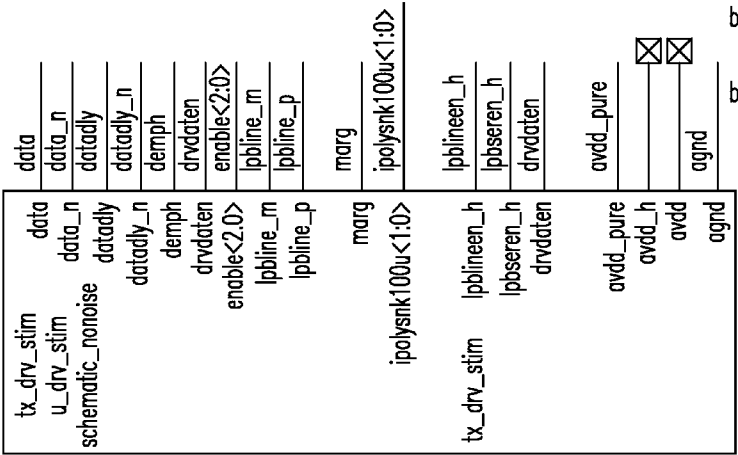 data
data_n
datadly
datadly_n
demph
drvdaten
enable<2:0>
lpbline_m
lpbline_p
marg
ipolysnk100u<1:0>
lpblineen_h
lpbseren_h
drvdaten
avdd_pure
agnd
b
b
data
data_n
datadly
datadly_n
demph
drvdaten
enable<2.0>
lpbline_m
lpbline_p
marg
ipolysnk100u<1:0>
lpblineen_h
lpbseren_h
drvdaten
avdd_pure
avdd_h
avdd
agnd
tx_drv_stim
u_drv_stim
schematic_nonoise
tx_drv_stim